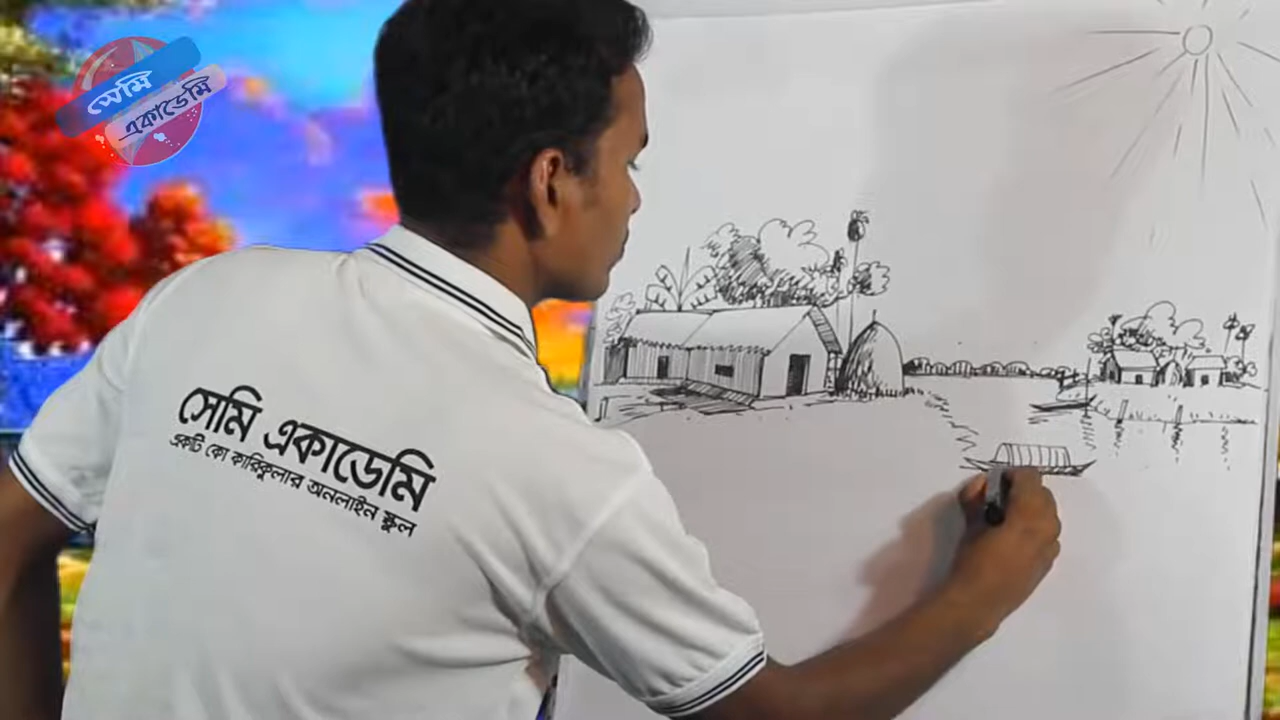 সেমি
একাডেমি
সেমি একাডেমি
একটি কো কারিকুলার অনলাইন স্কুল